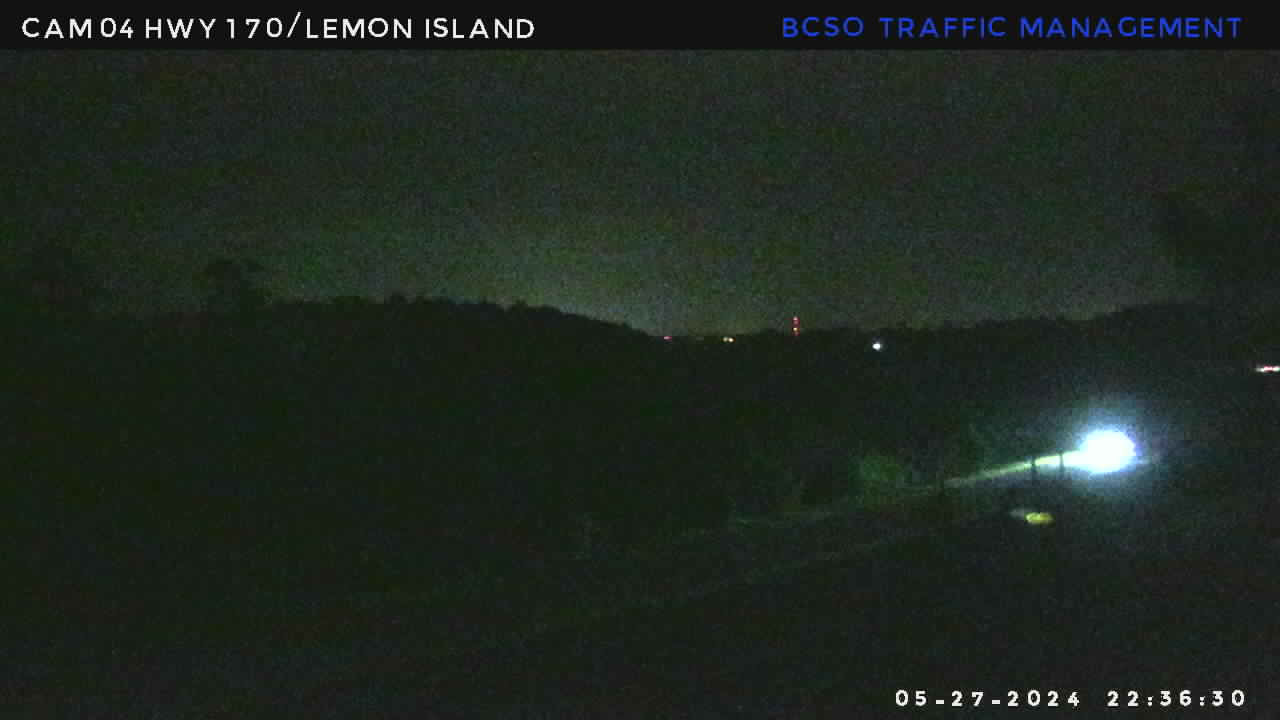 CAM04 HWY 170/LEMON ISLAND
BCSO TRAFFIC MANAGEMENT
05-27-2024 22:36:30